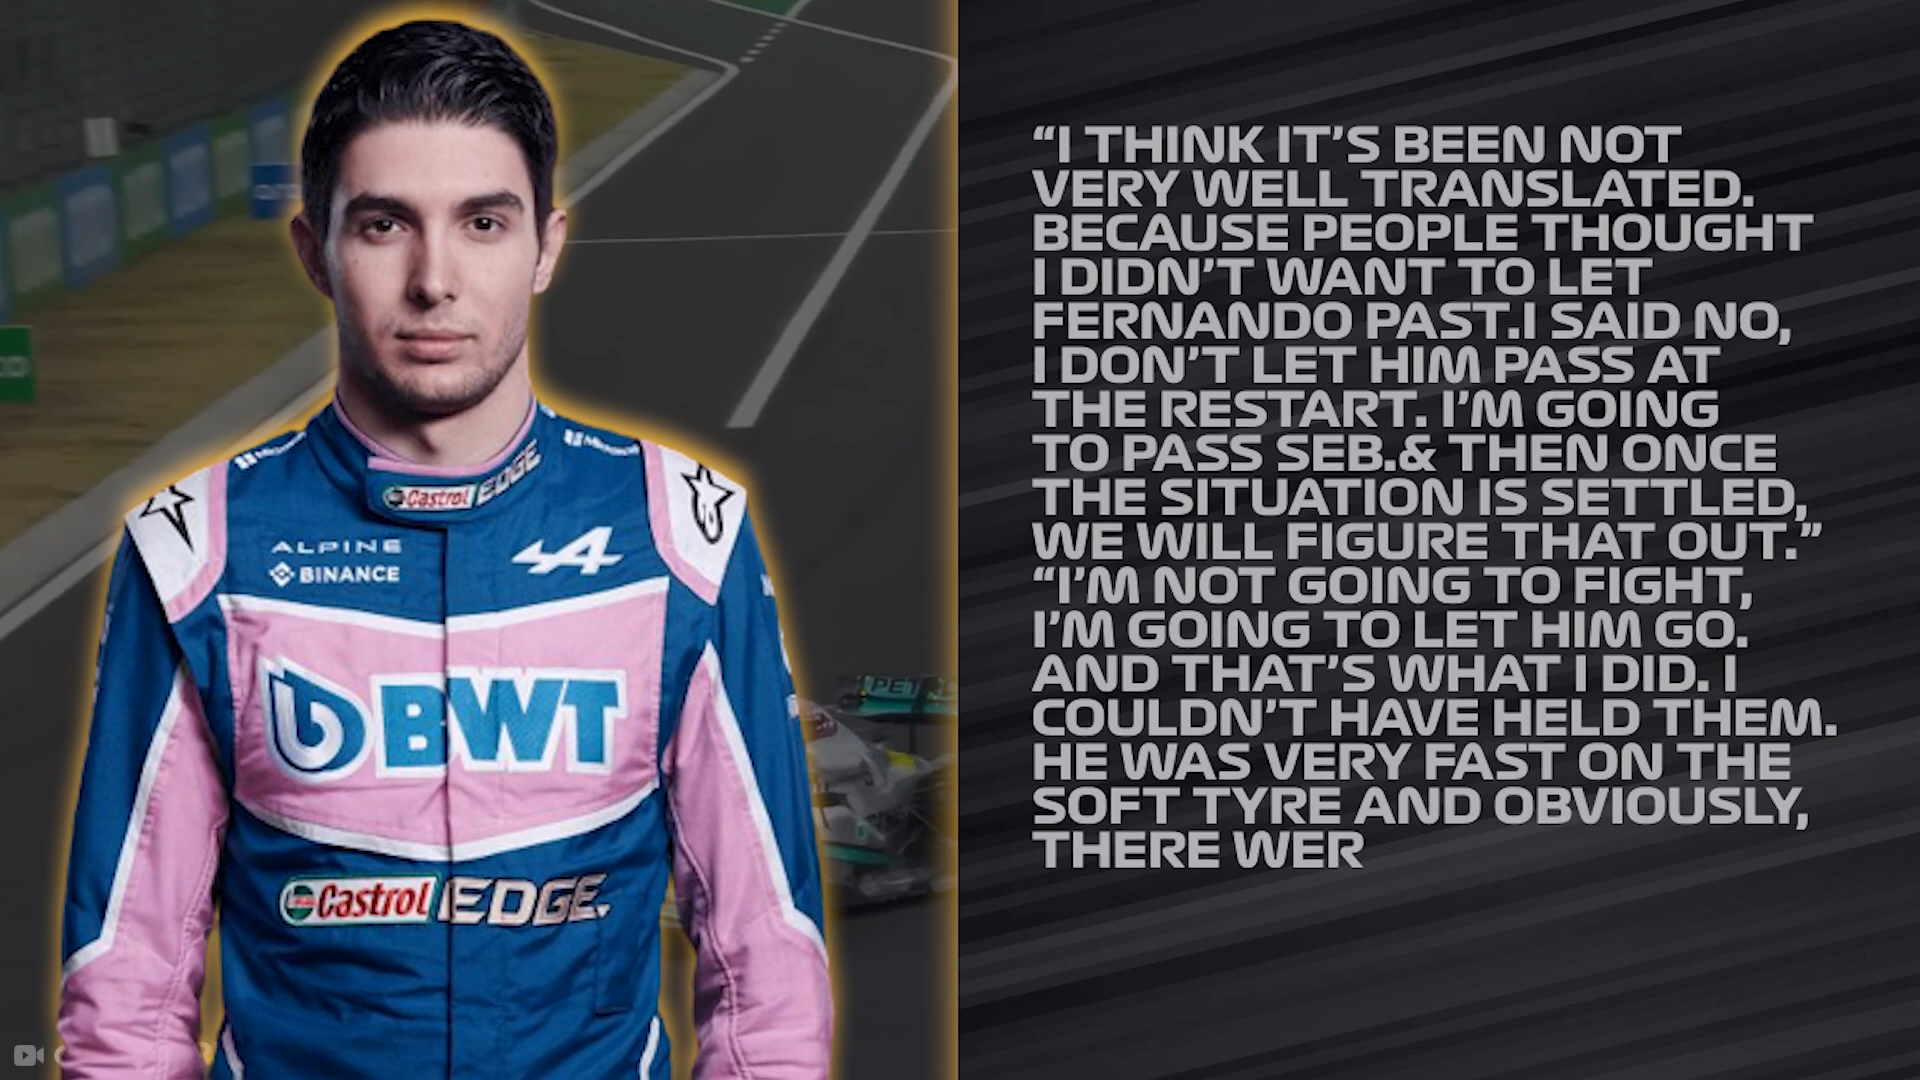 “I THINK IT’S BEEN NOT
VERY WELL TRANSLATED.
BECAUSE PEOPLE THOUGHT
I DIDN’T WANT TO LET
FERNANDO PAST.I SAID NO,
I DON’T LET HIM PASS AT
THE RESTART. I’M GOING
TO PASS SEB.& THEN ONCE
THE SITUATION IS SETTLED,
WE WILL FIGURE THAT OUT.”
“I’M NOT GOING TO FIGHT,
I’M GOING TO LET HIM GO.
AND THAT’S WHAT I DID. I
COULDN’T HAVE HELD THEM.
HE WAS VERY FAST ON THE
SOFT TYRE AND OBVIOUSLY,
THERE WER
Castrol EDGE
ALPINE
BINANCE
BWT
Castrol EDGE